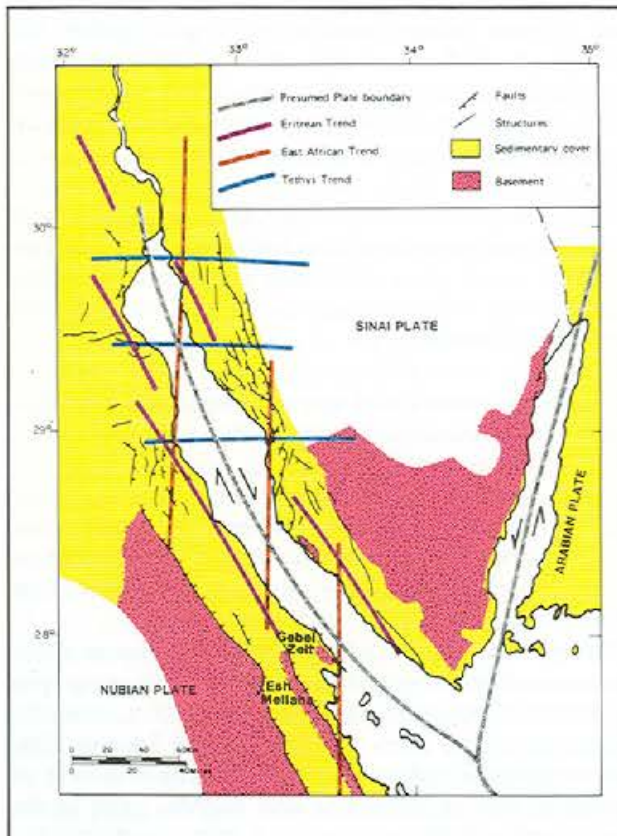 32° 33° 34° 35°
Presumed Plate boundary
Eritrean Trend
East African Trend
Tethys Trend
Faults
Structures
Sedimentary cover
Basement
30°
SINAI PLATE
29°
ARABIAN PLATE
28°
Gebel
Zeit
Esh
Mellaha
NUBIAN PLATE
0 20 40
0 20